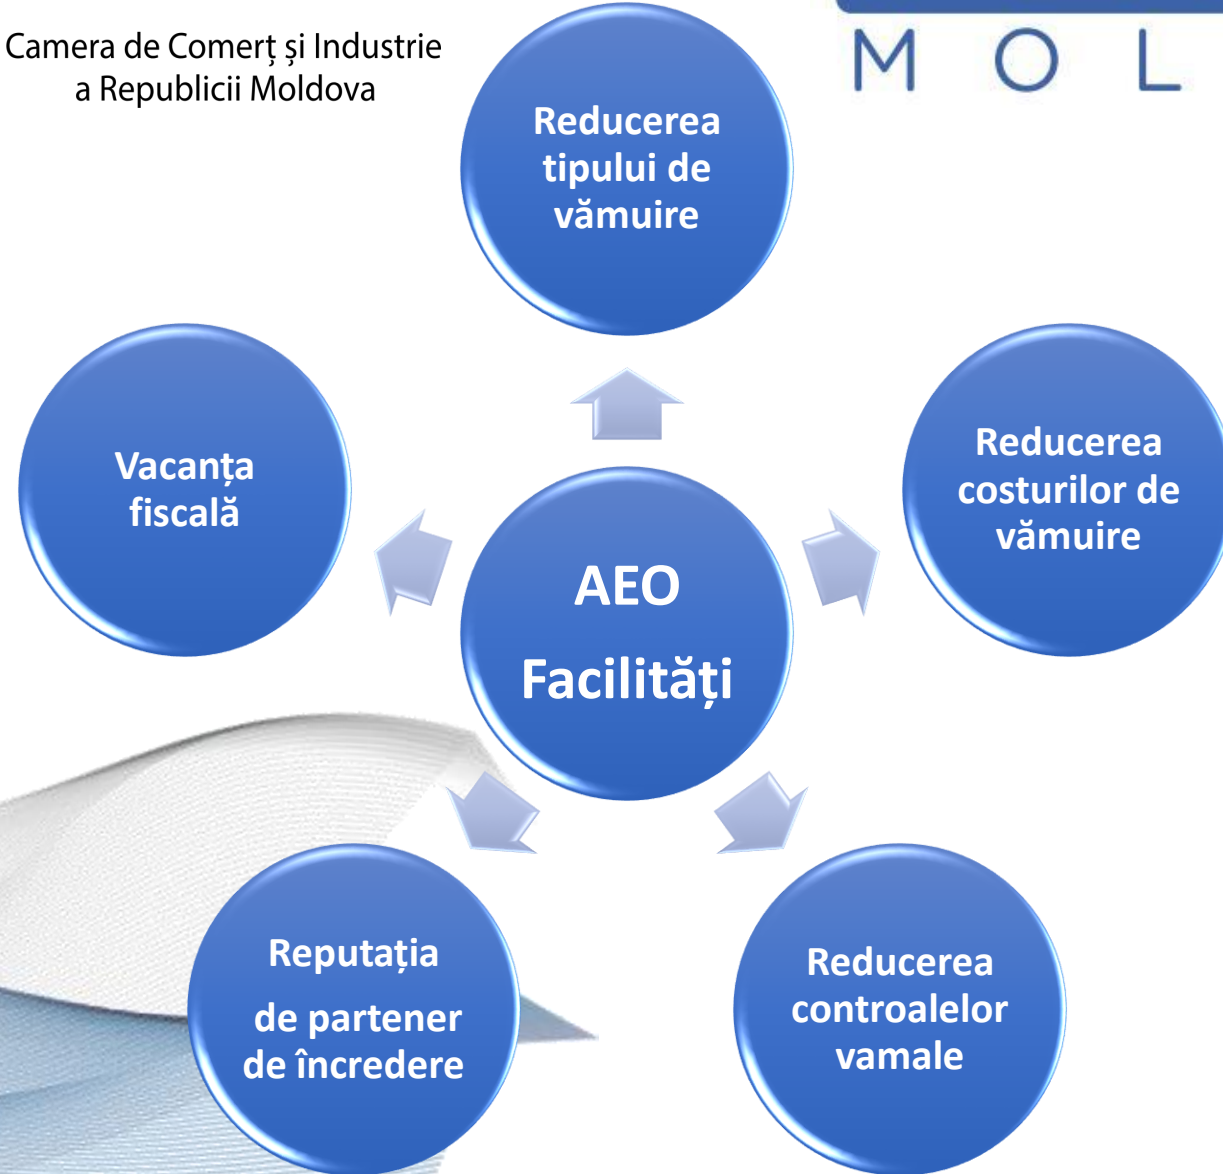 Camera de Comerț și Industrie
a Republicii Moldova
M O L
Reducerea
tipului de
vămuire
Vacanța
fiscală
Reducerea
costurilor de
vămuire
AEO
Facilități
Reputația
de partener
de încredere
Reducerea
controalelor
vamale